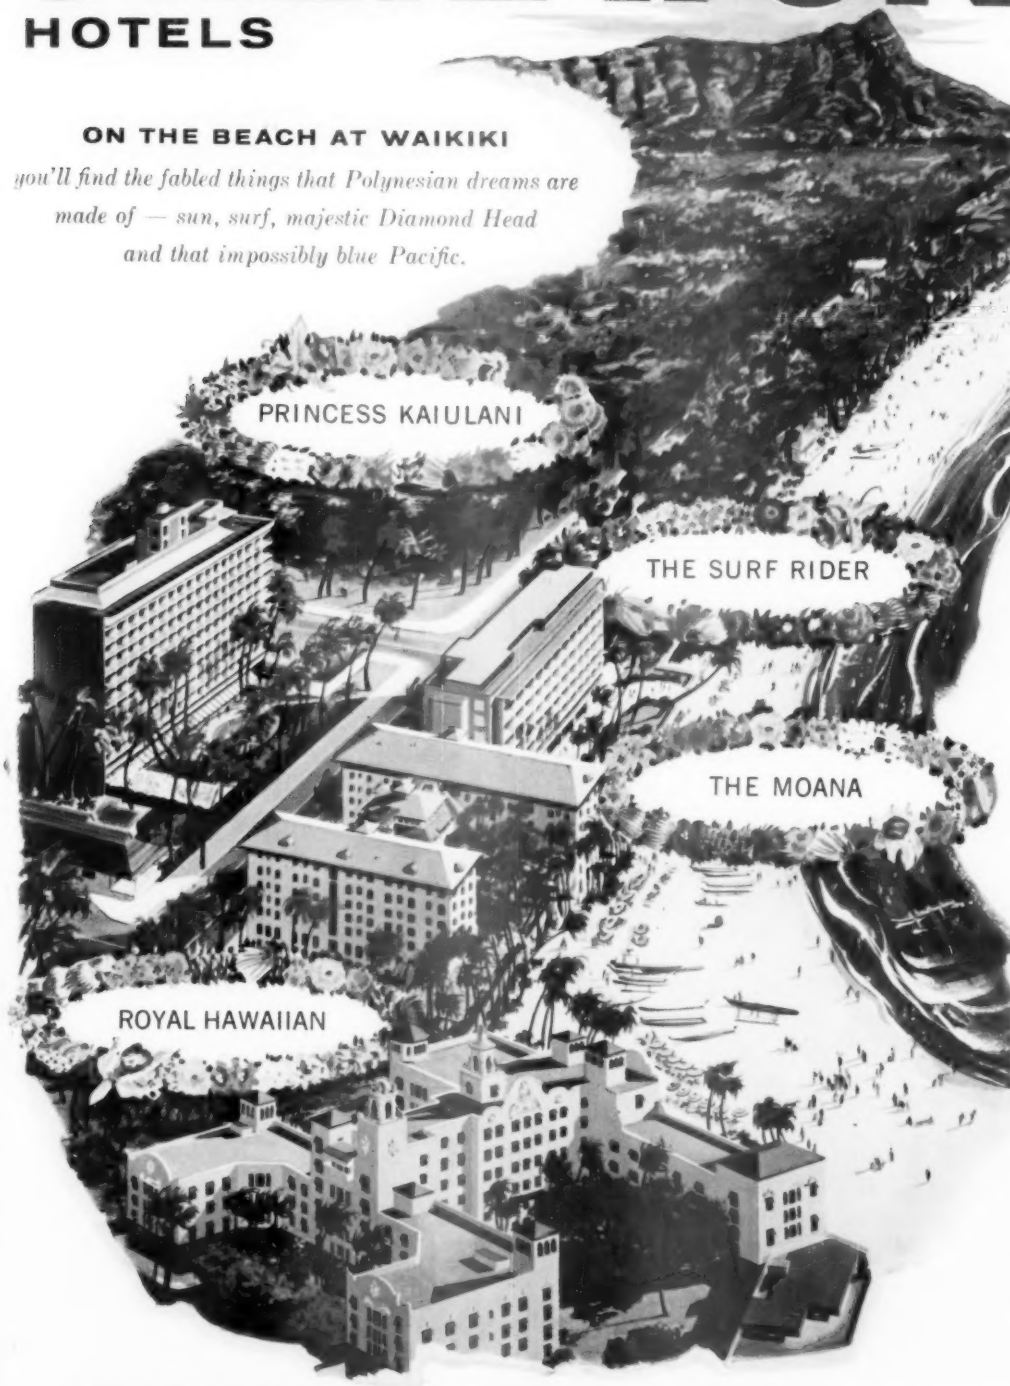 HOTELS
ON THE BEACH AT WAIKIKI
you'll find the fabled things that Polynesian dreams are
made of — sun, surf, majestic Diamond Head
and that impossibly blue Pacific.
PRINCESS KAIULANI
THE SURF RIDER
THE MOANA
ROYAL HAWAIIAN